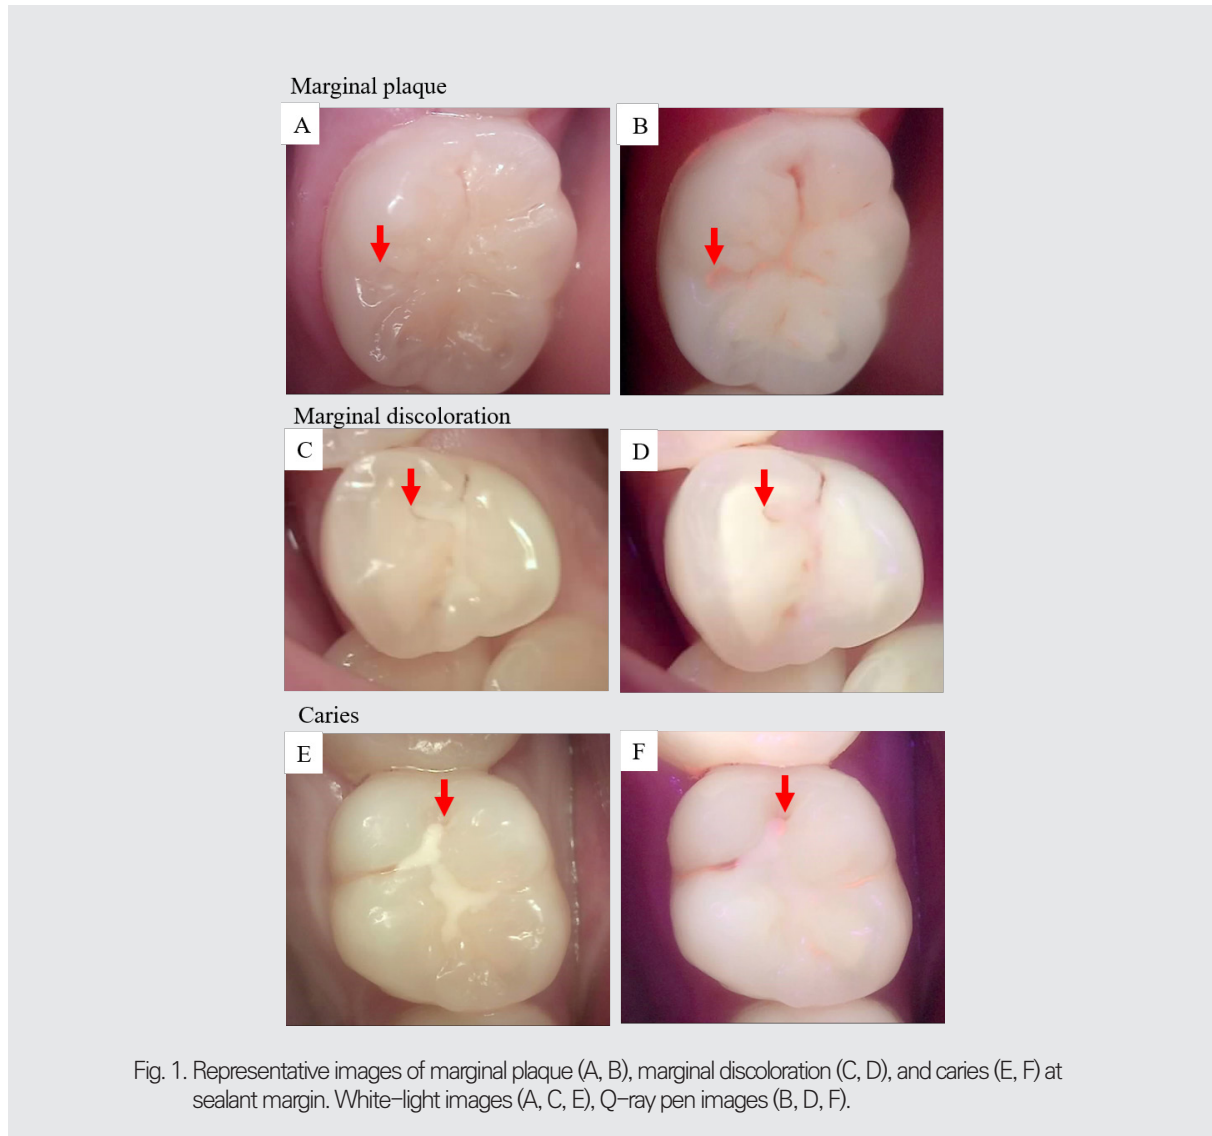 Marginal plaque
A
B
Marginal discoloration
C
D
Caries
E
F
Fig. 1. Representative images of marginal plaque (A, B), marginal discoloration (C, D), and caries (E, F) at
sealant margin. White-light images (A, C, E), Q-ray pen images (B, D, F).